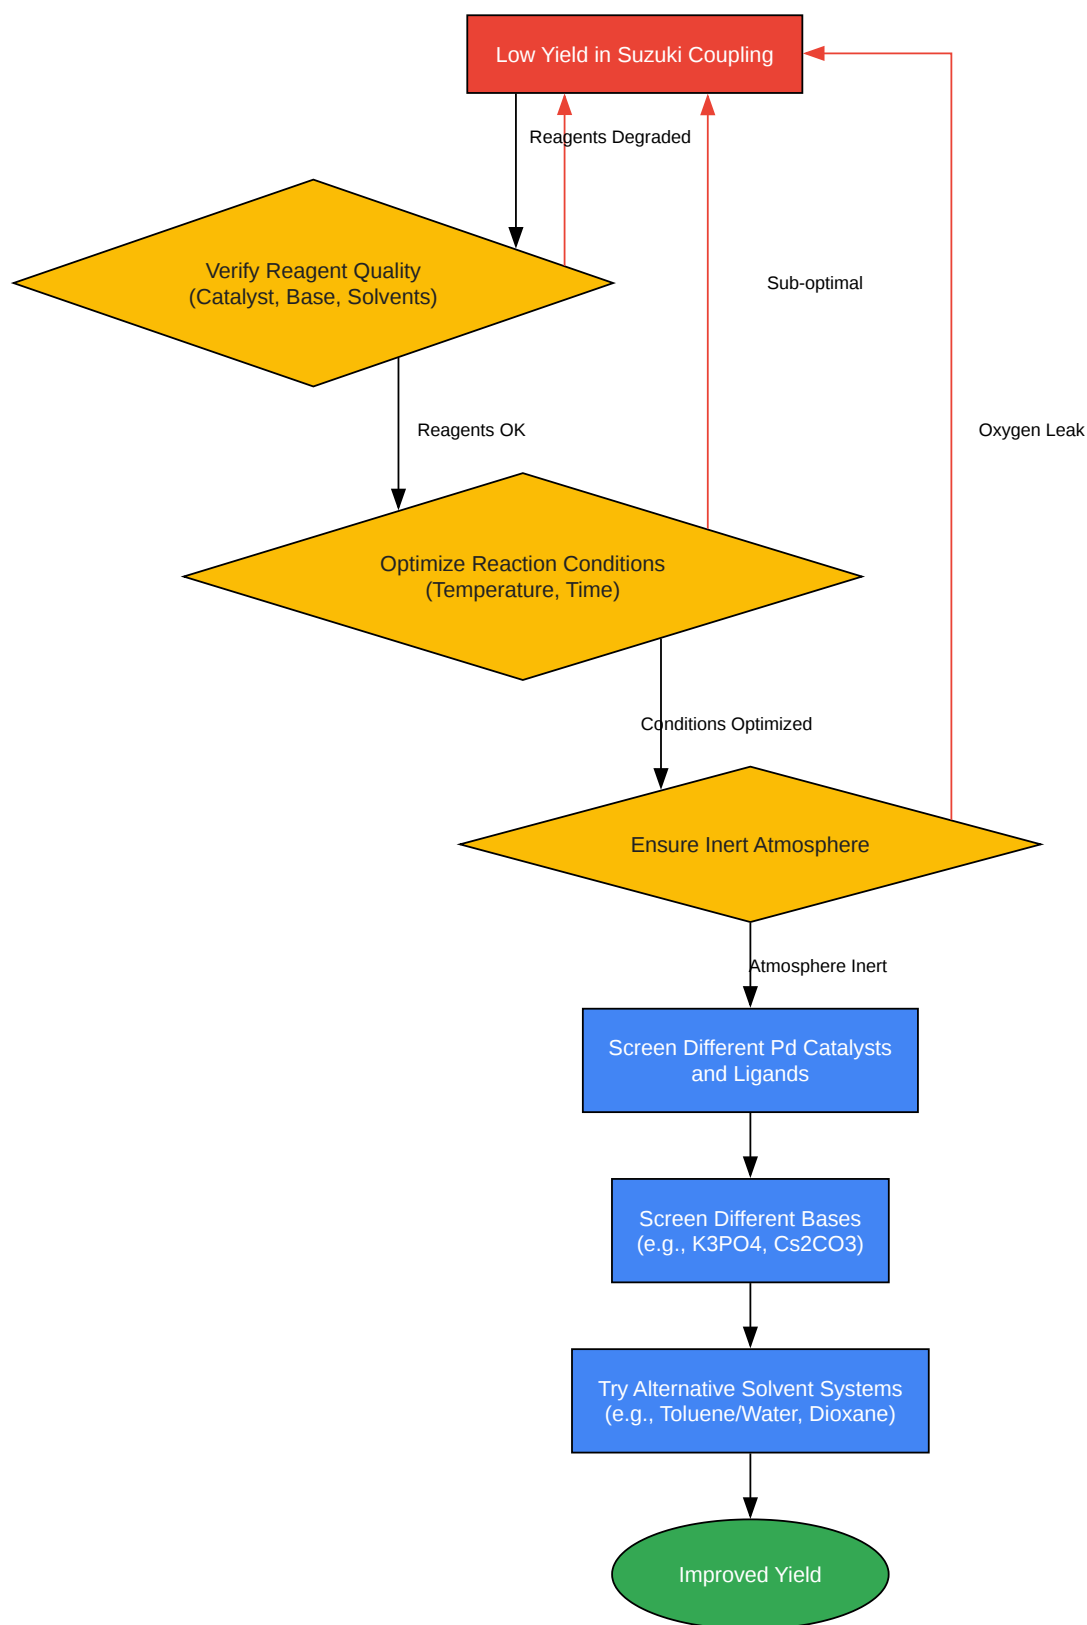 Low Yield in Suzuki Coupling
Reagents Degraded
Verify Reagent Quality
(Catalyst, Base, Solvents)
Sub-optimal
Reagents OK
Oxygen Leak
Optimize Reaction Conditions
(Temperature, Time)
Conditions Optimized
Ensure Inert Atmosphere
Atmosphere Inert
Screen Different Pd Catalysts
and Ligands
Screen Different Bases
(e.g., K3PO4, Cs2CO3)
Try Alternative Solvent Systems
(e.g., Toluene/Water, Dioxane)
Improved Yield